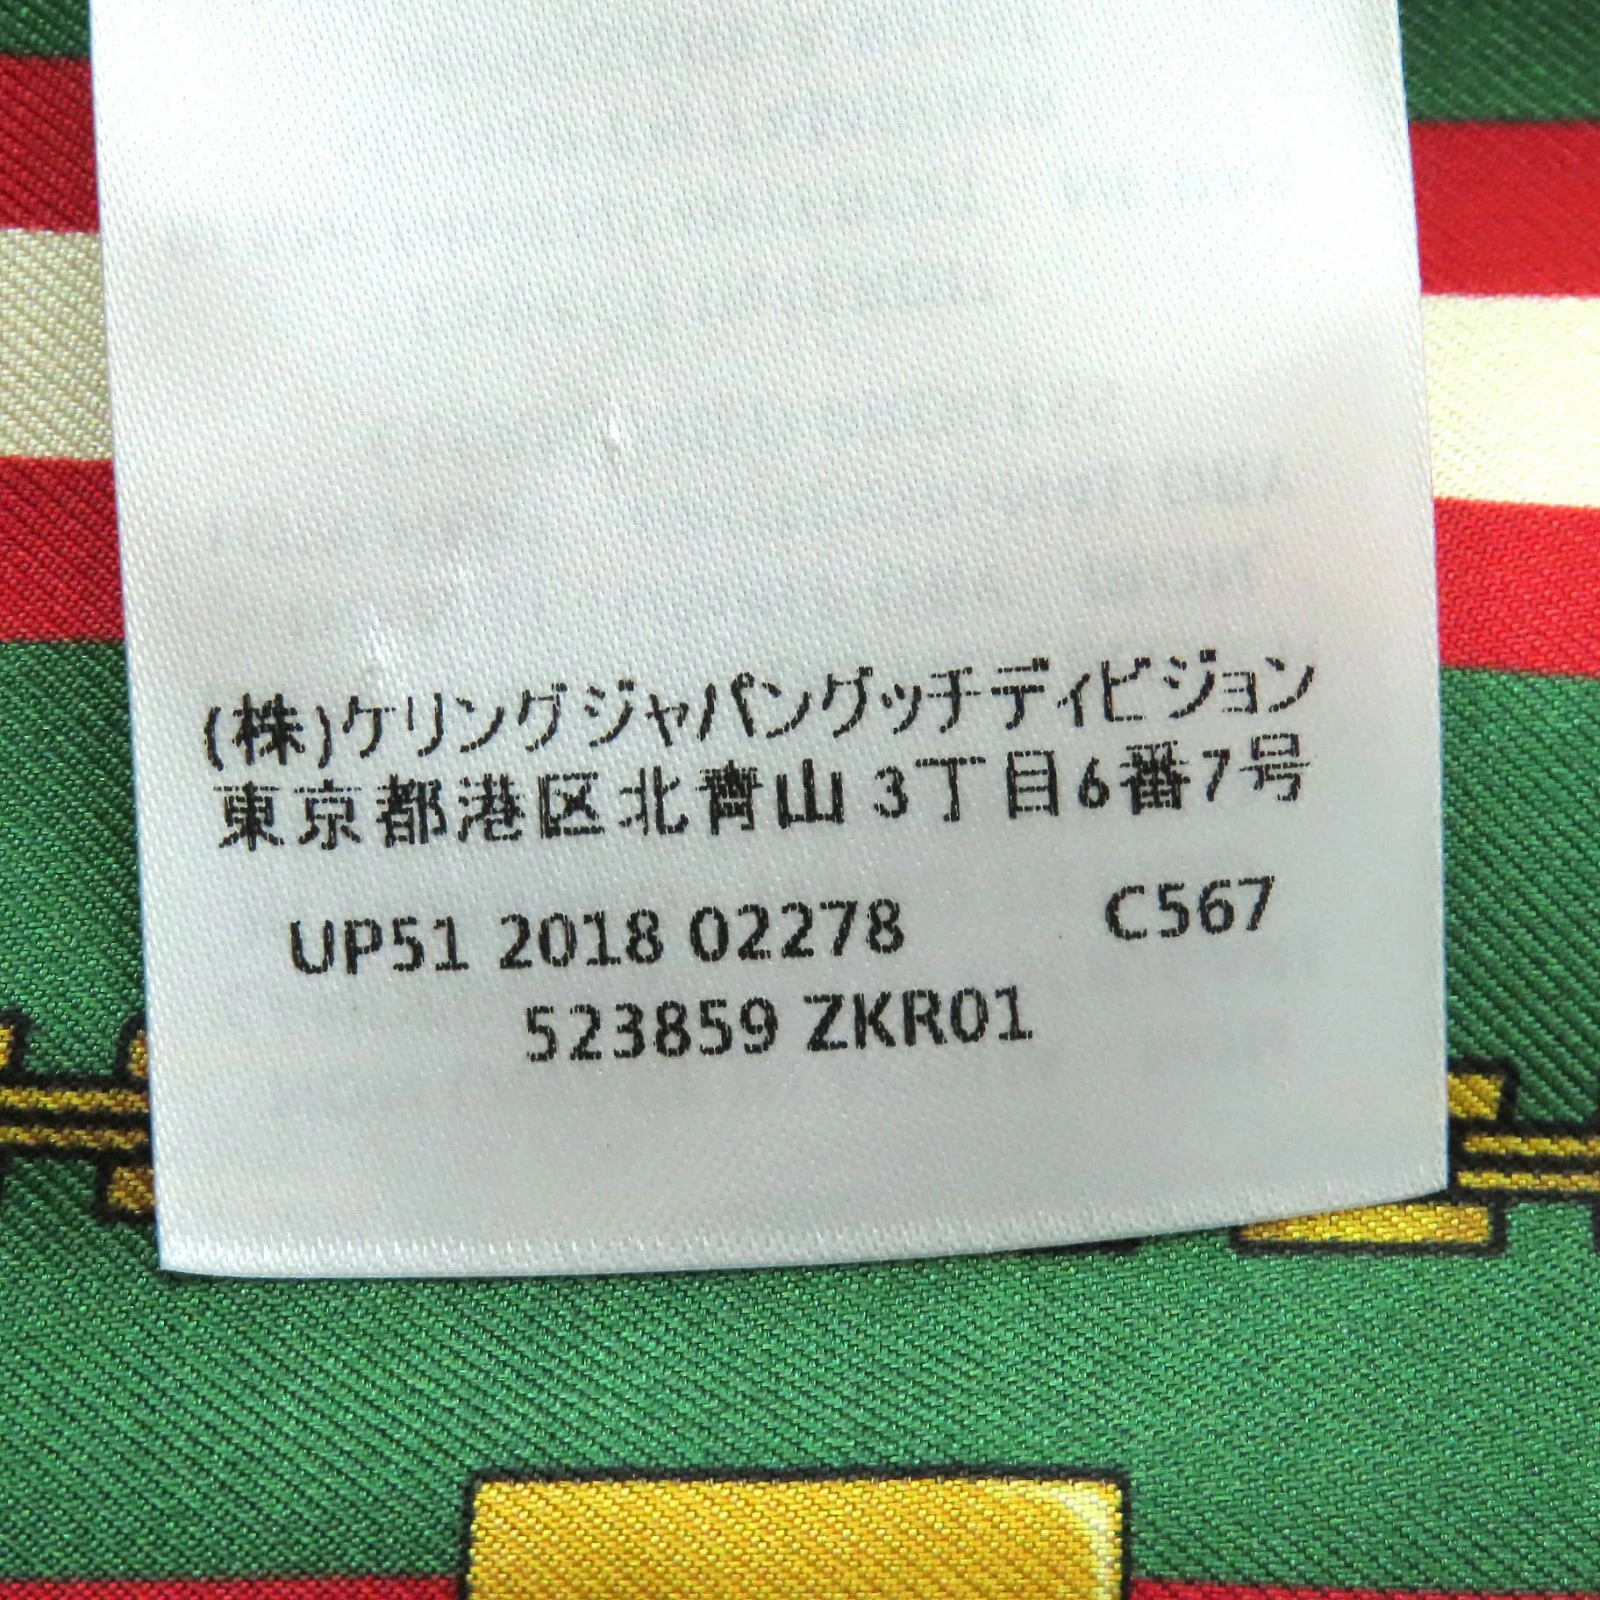 (株)ケリングジャパングッチディビジョン
東京都港区北青山3丁目6番7号
UP51 2018 02278 C567
523859 ZKR01